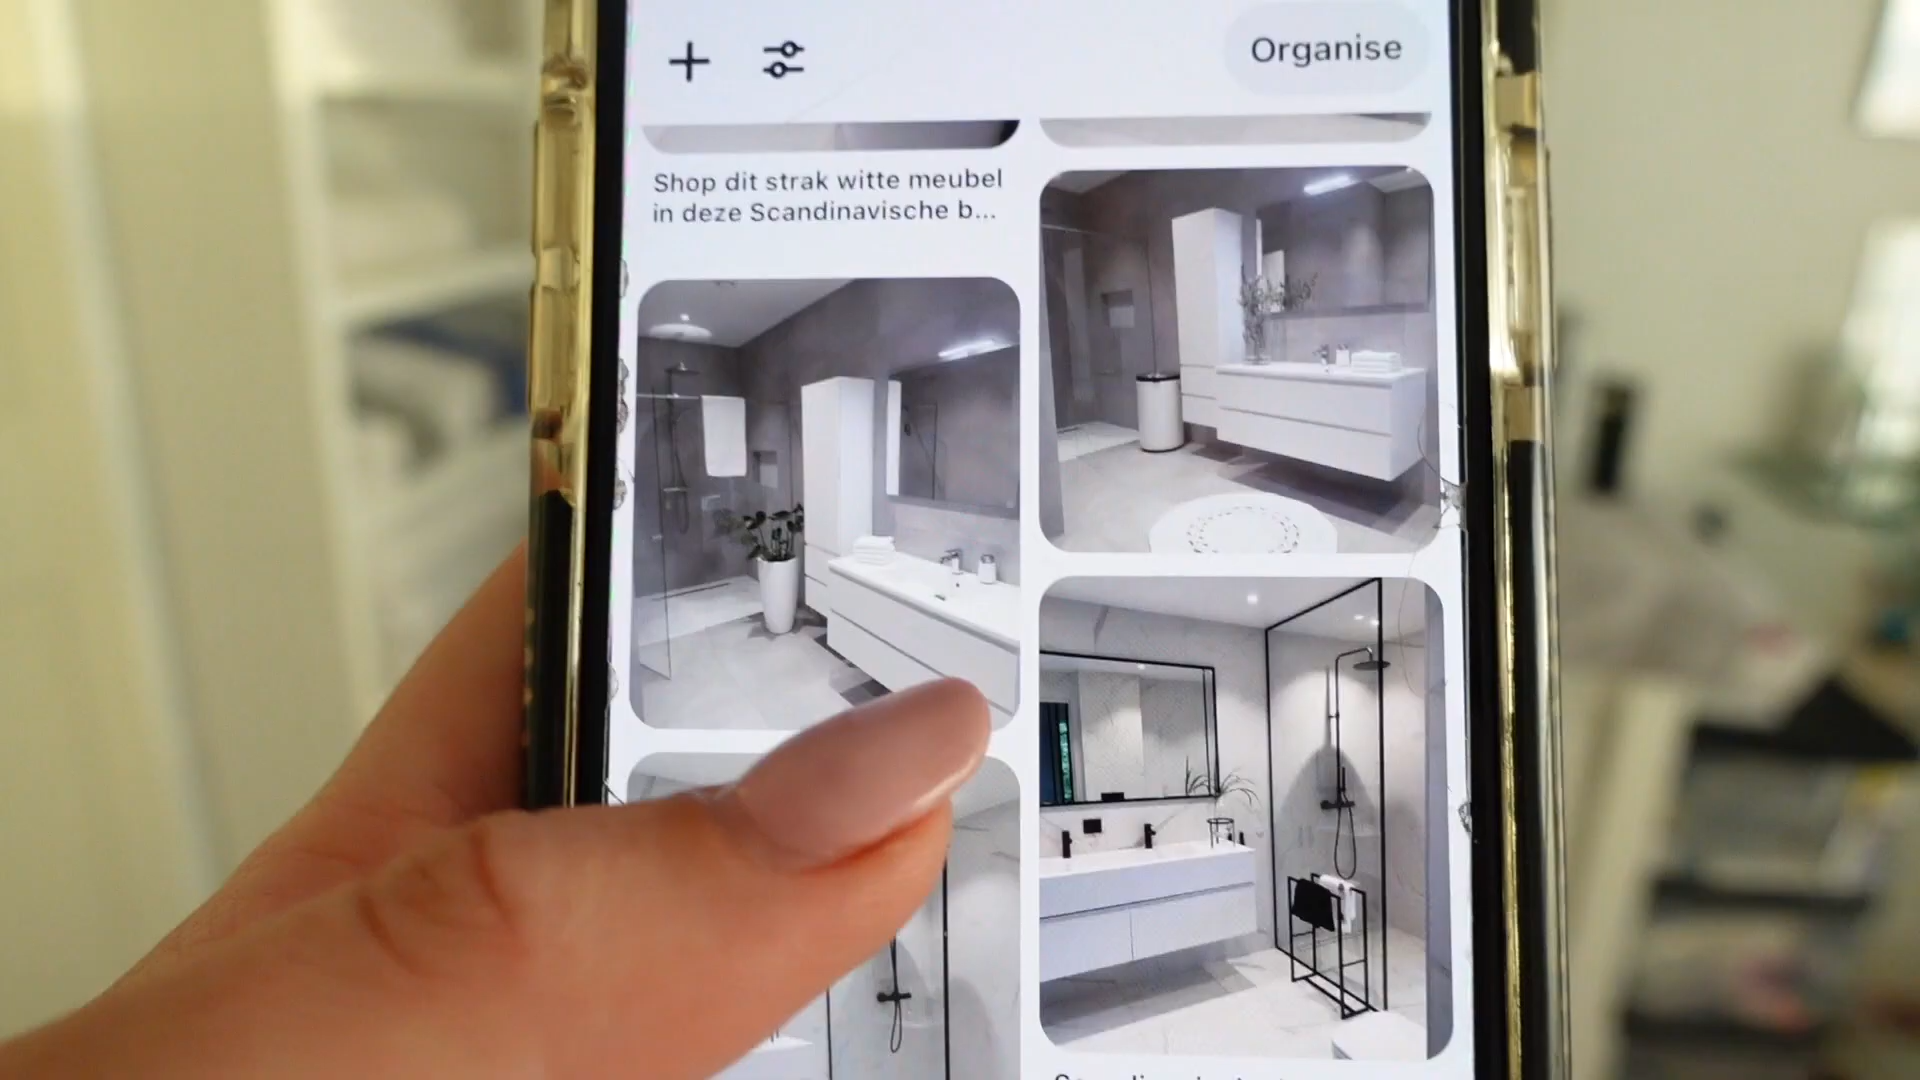 Organise
Shop dit strak witte meubel
in deze Scandinavische b...